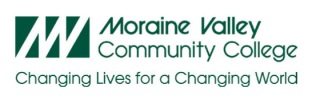 Moraine Valley
Community College
Changing Lives for a Changing World